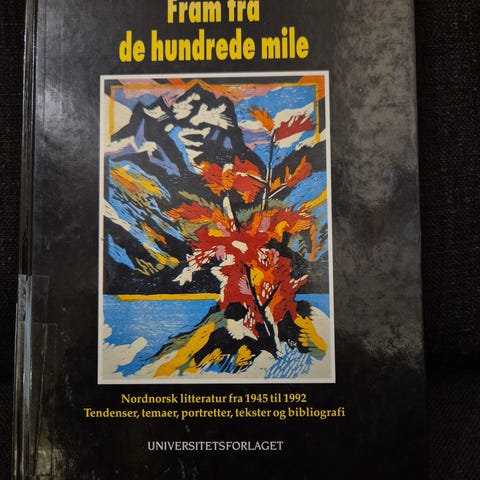 Fram fra
de hundrede mile
Nordnorsk litteratur fra 1945 til 1992
Tendenser, temaer, portretter, tekster og bibliografi
UNIVERSITETSFORLAGET